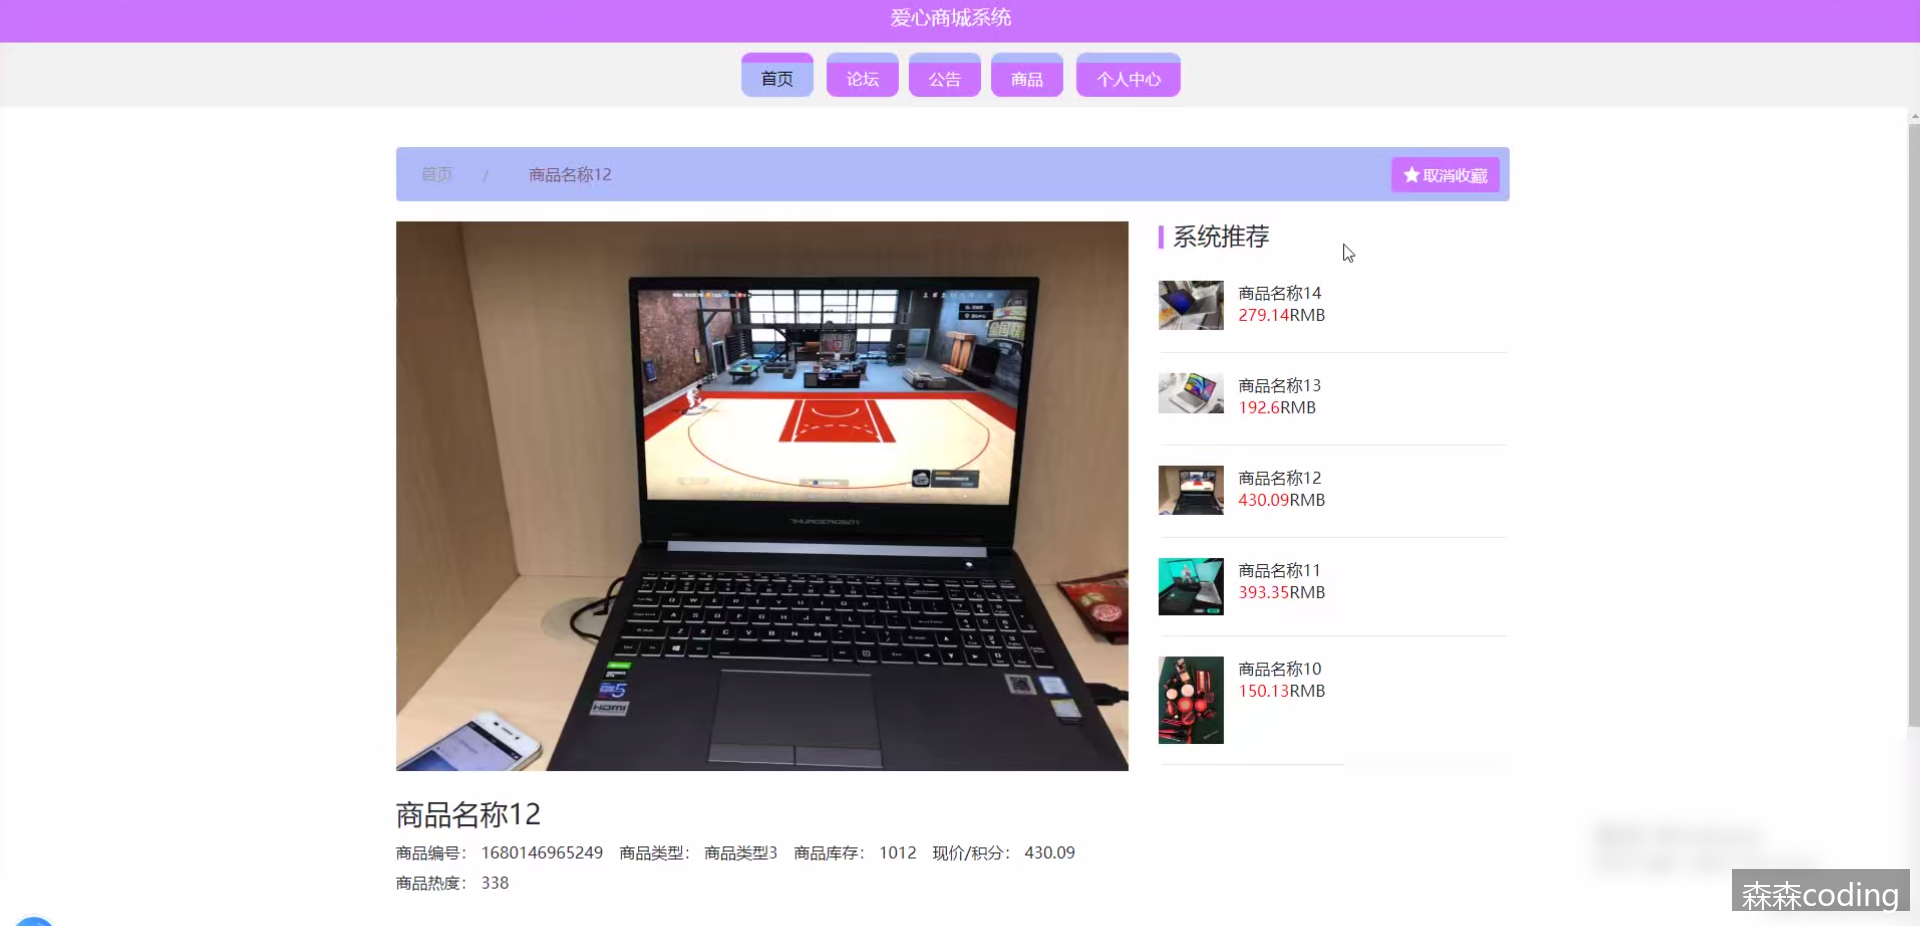 爱心商城系统
首页 论坛 公告 商品 个人中心
首页 / 商品名称12
取消收藏
系统推荐
商品名称14
279.14RMB
商品名称13
192.6RMB
商品名称12
430.09RMB
商品名称11
393.35RMB
商品名称10
150.13RMB
THUNDEROBOT
HDMI
商品名称12
商品编号： 1680146965249 商品类型： 商品类型3 商品库存： 1012 现价/积分： 430.09
商品热度： 338
森森coding